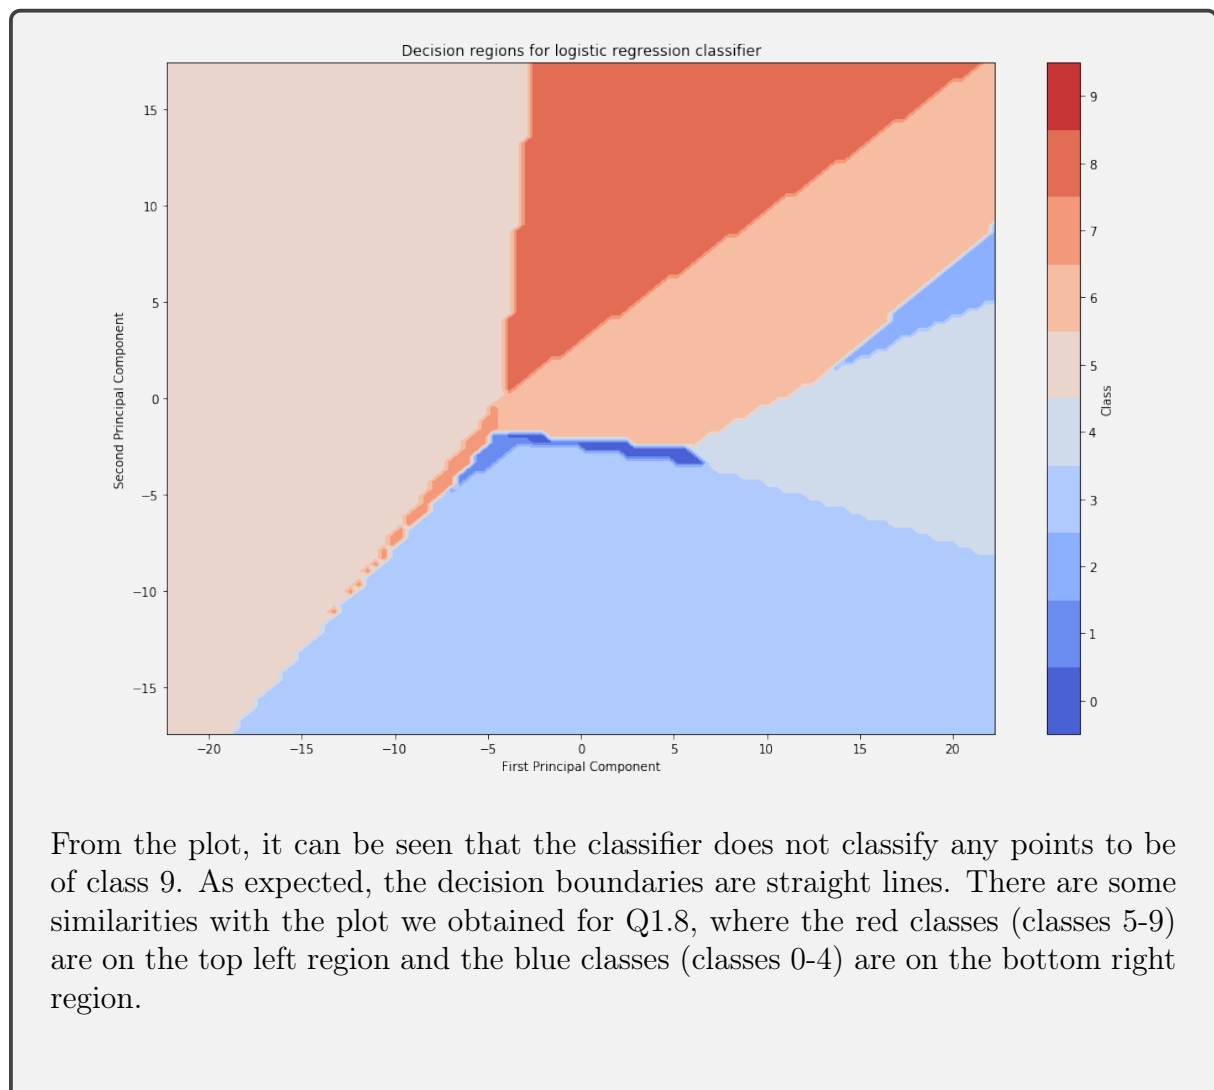 Decision regions for logistic regression classifier
15
10
5
0
−5
−10
−15
Second Principal Component
−20
−15
−10
−5
0
5
10
15
20
First Principal Component
9
8
7
6
5
4
3
2
1
0
Class
From the plot, it can be seen that the classifier does not classify any points to be
of class 9. As expected, the decision boundaries are straight lines. There are some
similarities with the plot we obtained for Q1.8, where the red classes (classes 5-9)
are on the top left region and the blue classes (classes 0-4) are on the bottom right
region.